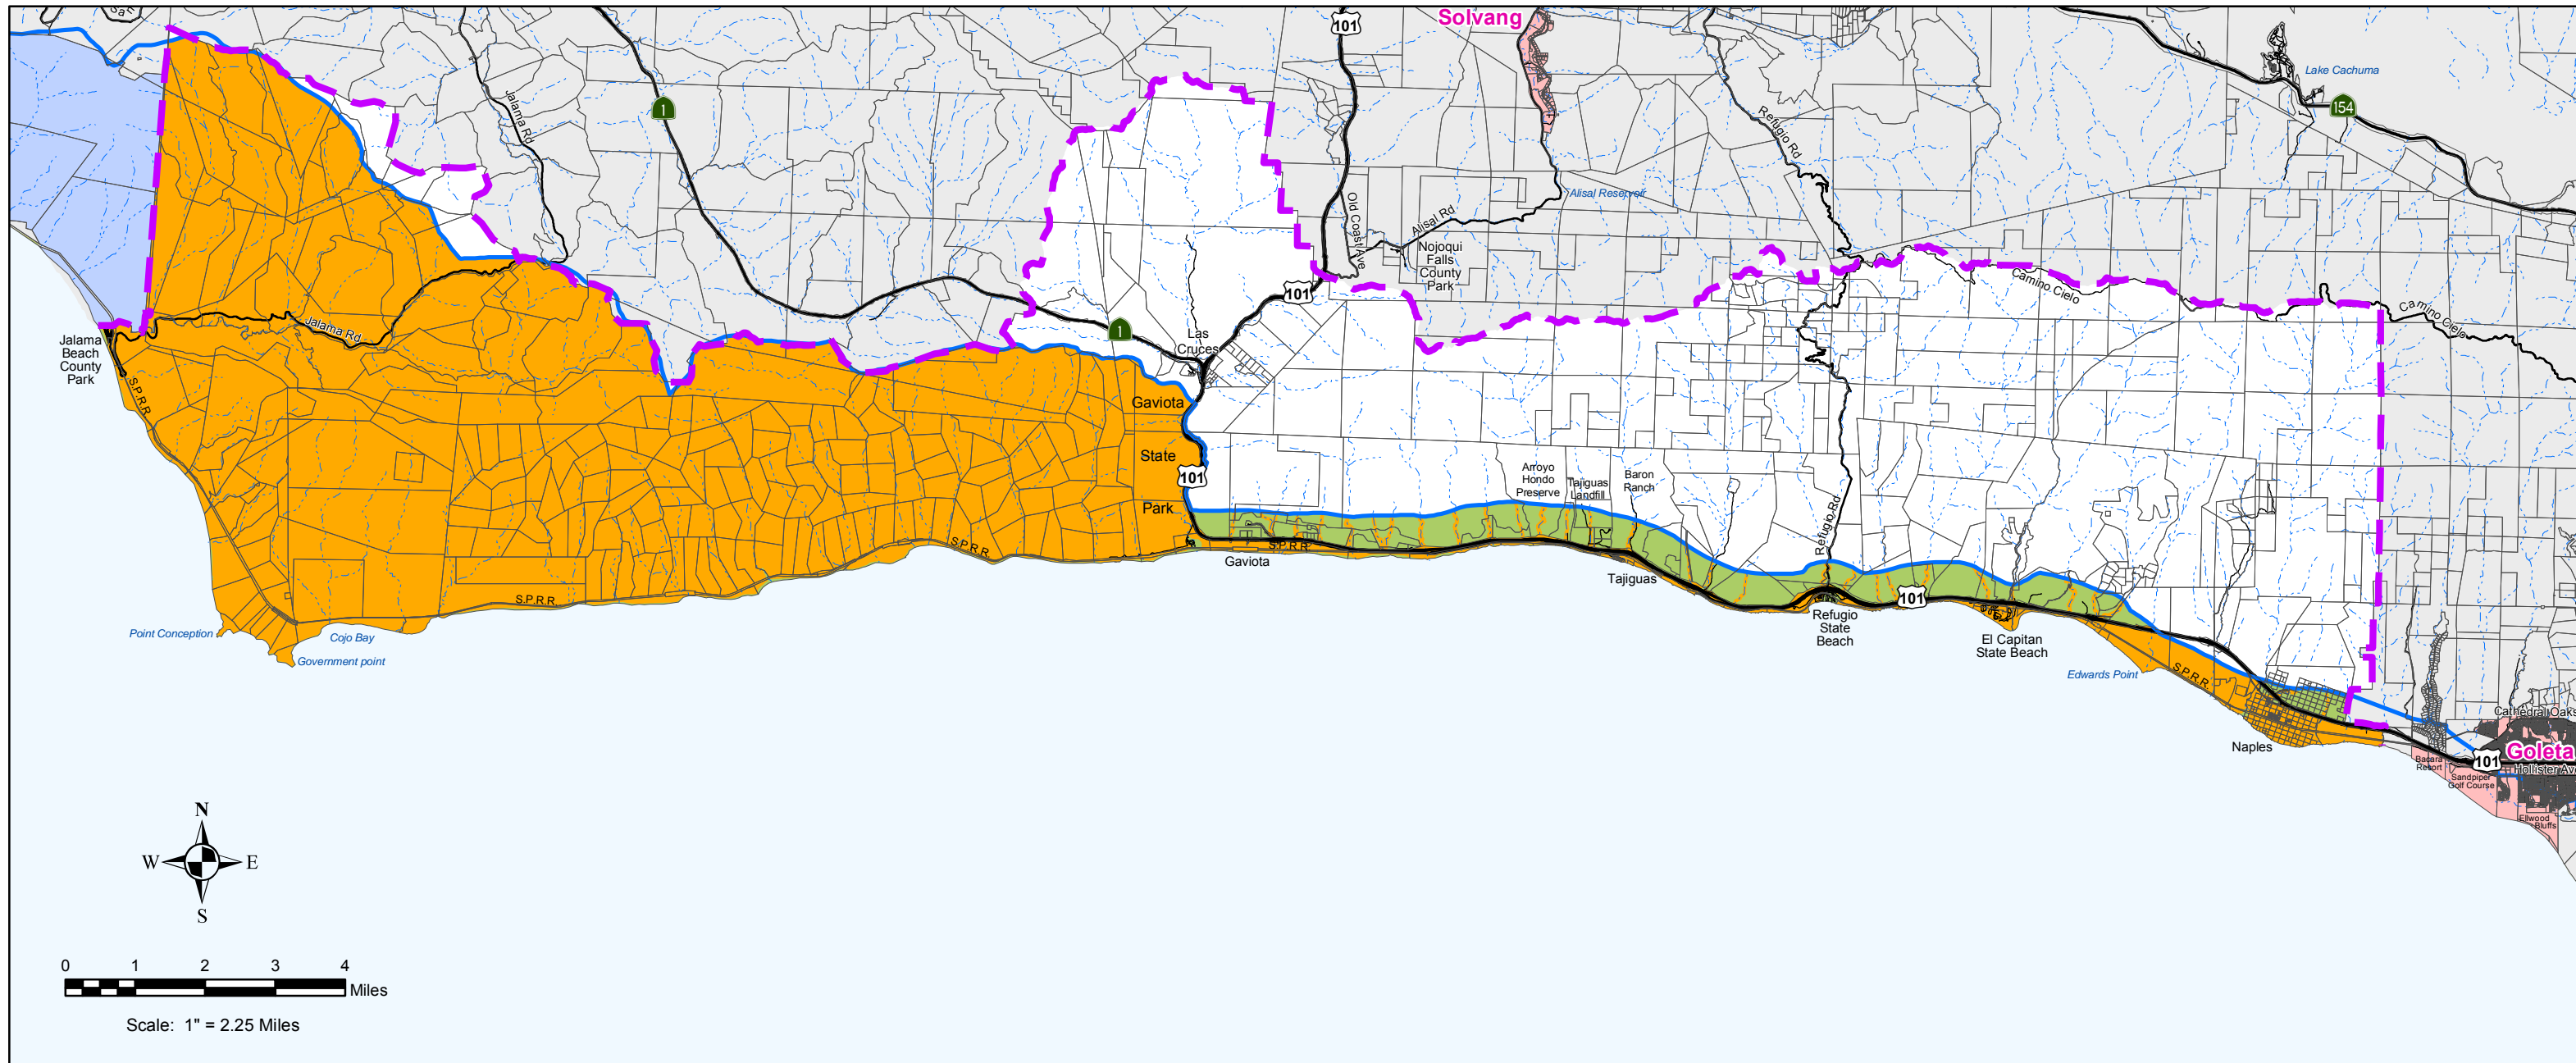 Sa
101
Solvang
Lake Cachuma
154
1
Jalama Rd
Refugio Rd
Alisal Reservoir
Old Coast Ave
Alisal Rd
Nojoqui
Falls
County
Park
Camino Cielo
Camino Cielo
101
1
Jalama Rd
Las
Cruces
Jalama
Beach
County
Park
S.P.R.R.
Gaviota
State
Park
101
Arroyo
Hondo
Preserve
Tajiguas
Landfill
Baron
Ranch
Refugio Rd
S.P.R.R.
S.P.R.R.
Gaviota
Tajiguas
S.P.R.R.
101
Refugio
State
Beach
El Capitan
State Beach
Point Conception
Cojo Bay
Government point
Edwards Point
S.P.R.R.
Naples
Cathedral Oaks
Goleta
101
Hollister Av
Bacara
Resort
Sandpiper
Golf Course
Ellwood
Bluffs
N
W
E
S
0 1 2 3 4
Miles
Scale: 1" = 2.25 Miles